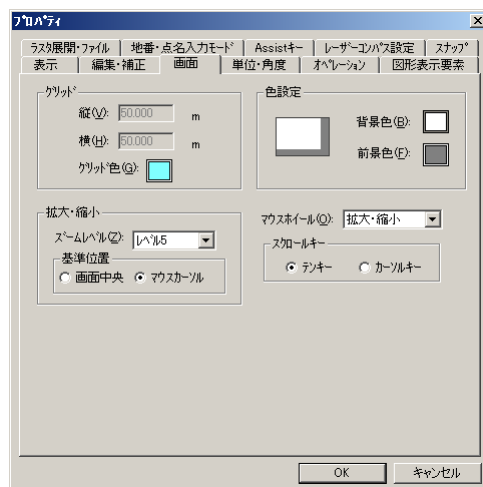 ﾌﾟﾛﾊﾟﾃｨ
ﾗｽﾀ展開･ﾌｧｲﾙ 地番･点名入力ﾓｰﾄﾞ Assistｷｰ ﾚｰｻﾞｰｺﾝﾊﾟｽ設定 ｽﾅｯﾌﾟ
表示 編集･補正 画面 単位･角度 ｵﾍﾟﾚｰｼｮﾝ 図形表示要素
ｸﾞﾘｯﾄﾞ
縦(V): 50.000 m
横(H): 50.000 m
ｸﾞﾘｯﾄﾞ色(G):
色設定
背景色(B):
前景色(F):
拡大･縮小
ｽﾞｰﾑﾚﾍﾞﾙ(Z): ﾚﾍﾞﾙ5
基準位置
画面中央 ﾏｳｽｶｰｿﾙ
ﾏｳｽﾎｲｰﾙ(O): 拡大･縮小
ｽｸﾛｰﾙｷｰ
ﾃﾝｷｰ ｶｰｿﾙｷｰ
OK ｷｬﾝｾﾙ